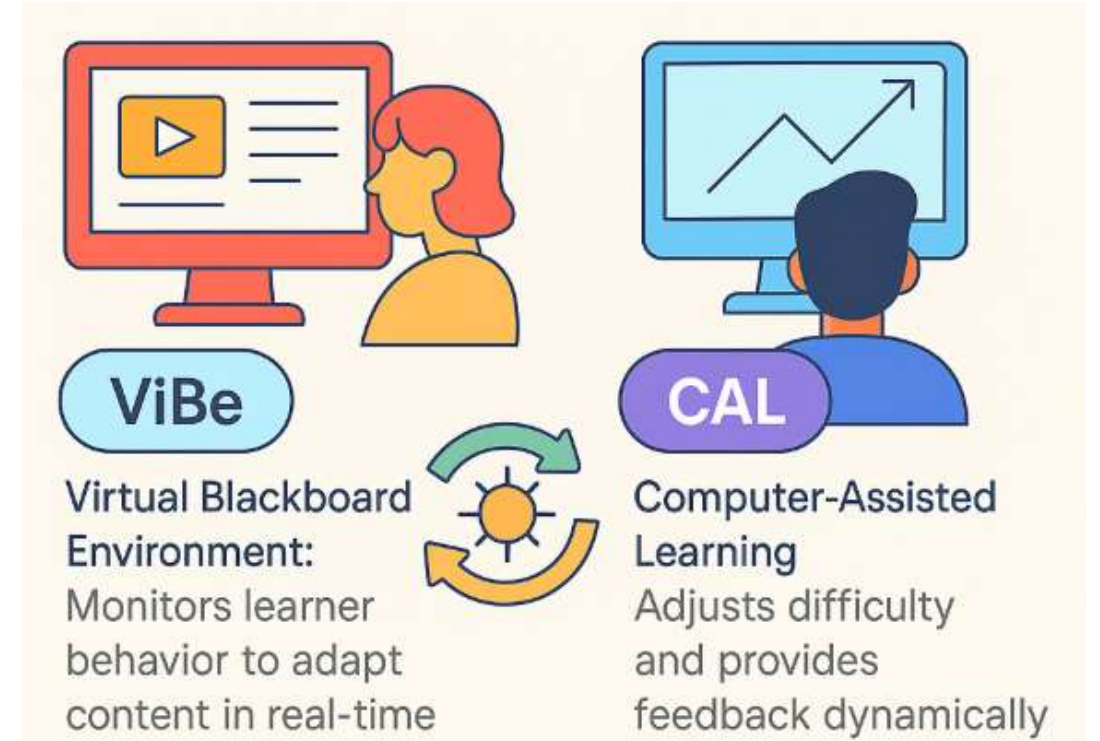 ViBe
Virtual Blackboard
Environment:
Monitors learner
behavior to adapt
content in real-time
CAL
Computer-Assisted
Learning
Adjusts difficulty
and provides
feedback dynamically